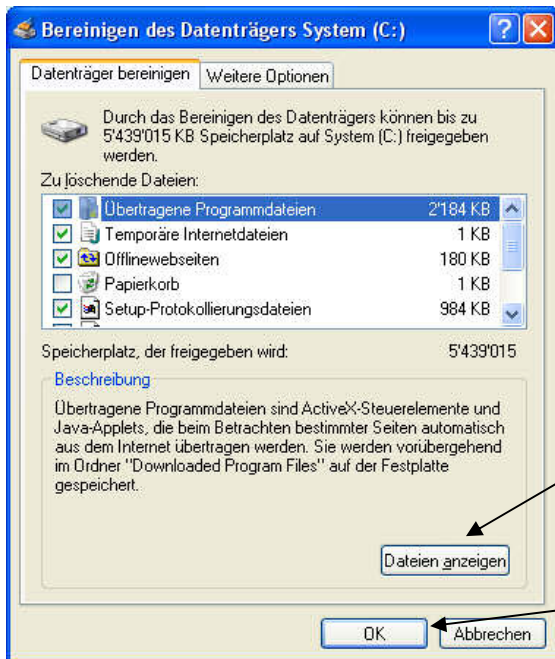 Bereinigen des Datenträgers System (C:)
Datenträger bereinigen
Weitere Optionen
Durch das Bereinigen des Datenträgers können bis zu
5'439'015 KB Speicherplatz auf System (C:) freigegeben
werden.
Zu löschende Dateien:
Übertragene Programmdateien 2'184 KB
Temporäre Internetdateien 1 KB
Offlinewebseiten 180 KB
Papierkorb 1 KB
Setup-Protokollierungsdateien 984 KB
Speicherplatz, der freigegeben wird: 5'439'015
Beschreibung
Übertragene Programmdateien sind ActiveX-Steuerelemente und
Java-Applets, die beim Betrachten bestimmter Seiten automatisch
aus dem Internet übertragen werden. Sie werden vorübergehend
im Ordner "Downloaded Program Files" auf der Festplatte
gespeichert.
Dateien anzeigen
OK
Abbrechen